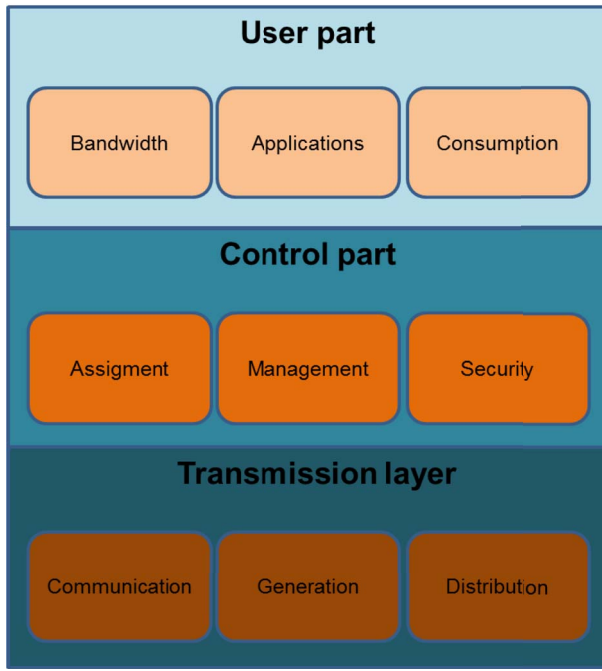 User part
Bandwidth Applications Consumption
Control part
Assigment Management Security
Transmission layer
Communication Generation Distribution